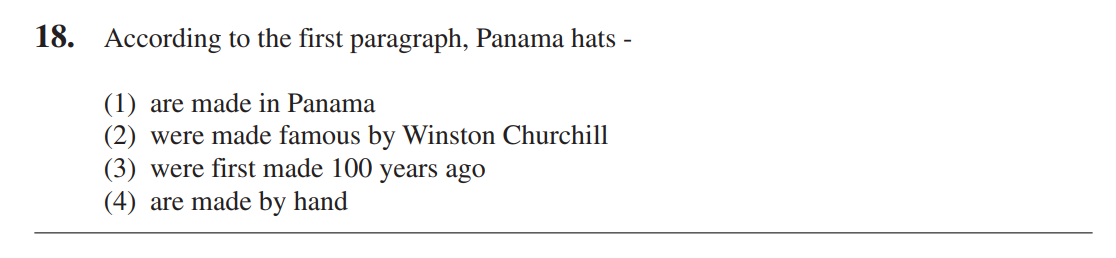 18. According to the first paragraph, Panama hats -
(1) are made in Panama
(2) were made famous by Winston Churchill
(3) were first made 100 years ago
(4) are made by hand